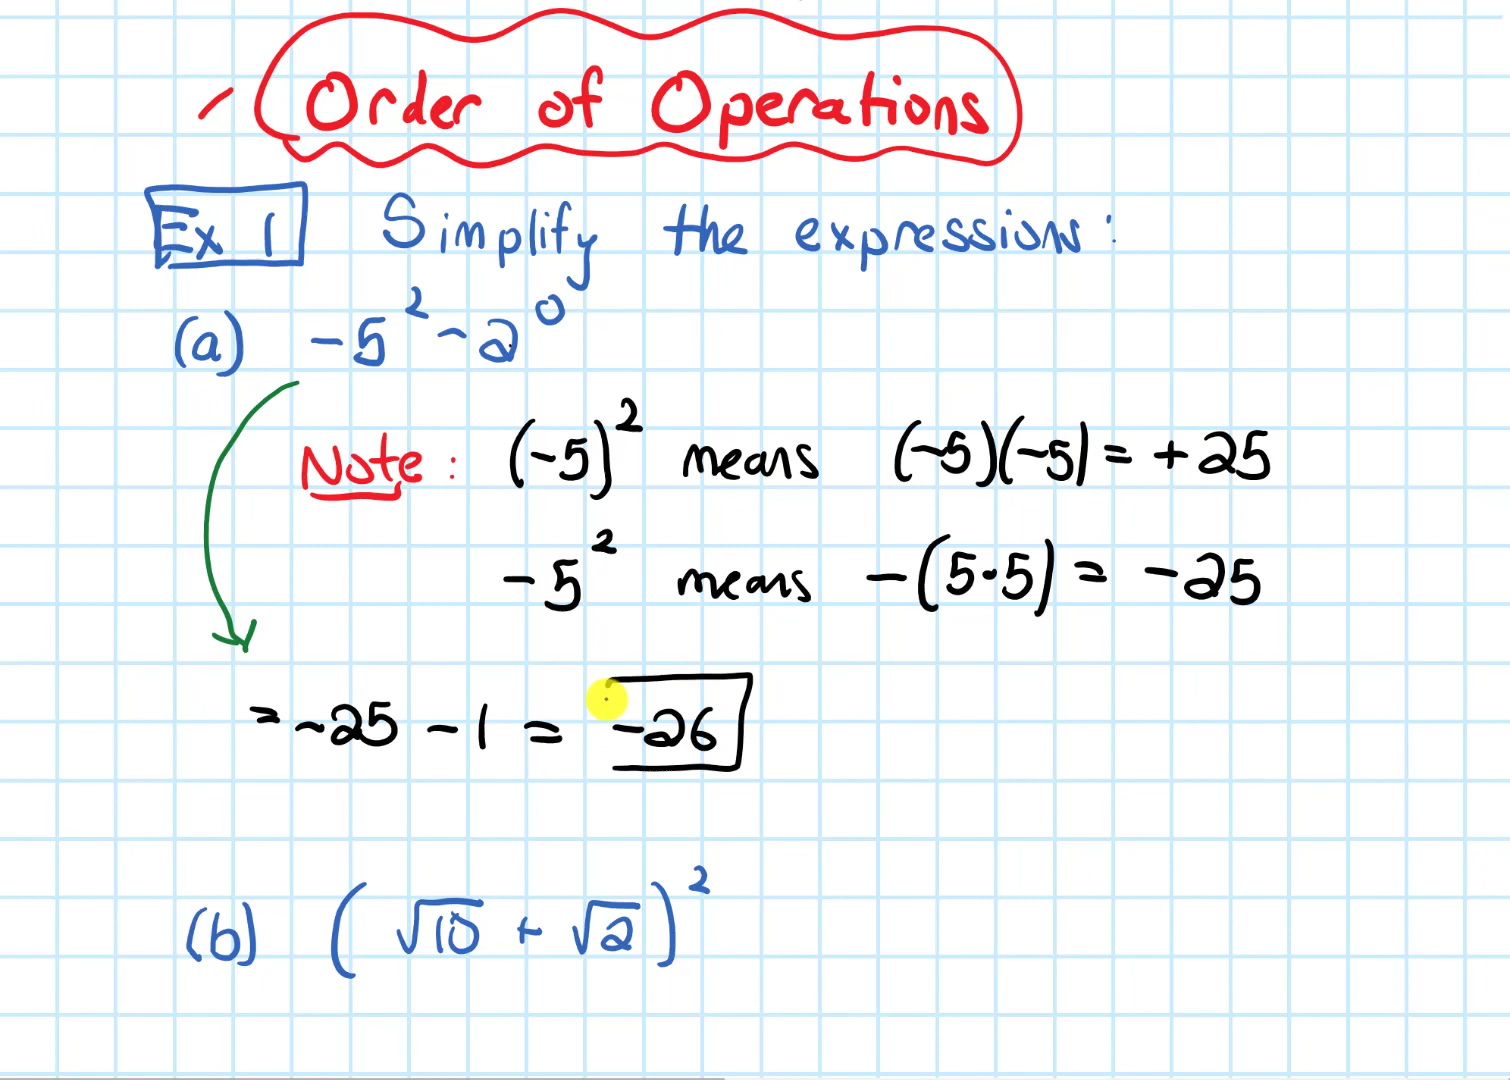 Order of Operations
Ex 1 Simplify the expressions:
(a) -5² - 2⁰
Note: (-5)² means (-5)(-5) = +25
-5² means -(5·5) = -25
= -25 - 1 = -26
(b) (√10 + √2)²